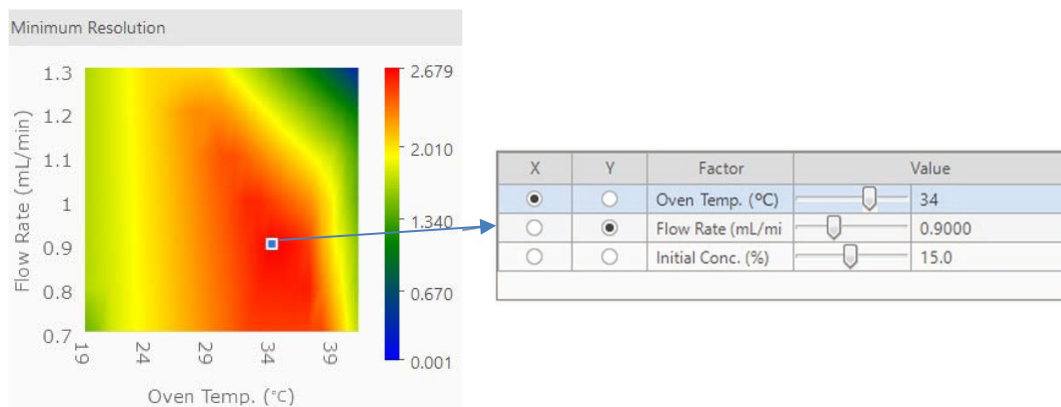 Minimum Resolution
Flow Rate (mL/min)
1.3
1.2
1.1
1
0.9
0.8
0.7
19
24
29
34
39
Oven Temp. (°C)
2.679
2.010
1.340
0.670
0.001
X Y Factor Value
Oven Temp. (ºC) 34
Flow Rate (mL/mi 0.9000
Initial Conc. (%) 15.0